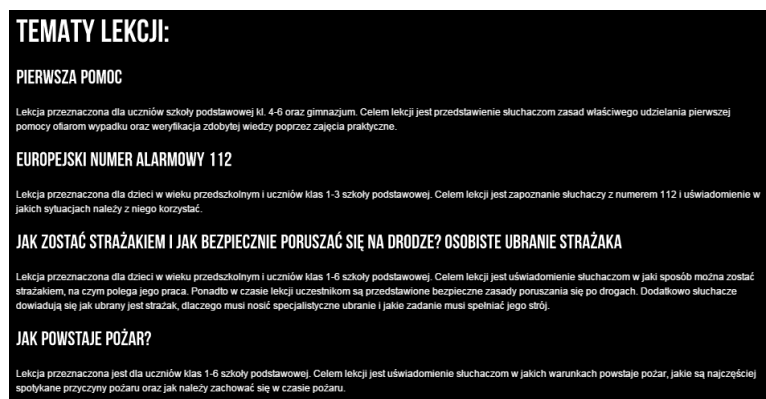 TEMATY LEKCJI:
PIERWSZA POMOC
Lekcja przeznaczona dla uczniów szkoły podstawowej kl. 4-6 oraz gimnazjum. Celem lekcji jest przedstawienie słuchaczom zasad właściwego udzielania pierwszej
pomocy ofiarom wypadku oraz weryfikacja zdobytej wiedzy poprzez zajęcia praktyczne.
EUROPEJSKI NUMER ALARMOWY 112
Lekcja przeznaczona dla dzieci w wieku przedszkolnym i uczniów klas 1-3 szkoły podstawowej. Celem lekcji jest zapoznanie słuchaczy z numerem 112 i uświadomienie w
jakich sytuacjach należy z niego korzystać.
JAK ZOSTAĆ STRAŻAKIEM I JAK BEZPIECZNIE PORUSZAĆ SIĘ NA DRODZE? OSOBISTE UBRANIE STRAŻAKA
Lekcja przeznaczona dla dzieci w wieku przedszkolnym i uczniów klas 1-6 szkoły podstawowej. Celem lekcji jest uświadomienie słuchaczom w jaki sposób można zostać
strażakiem, na czym polega jego praca. Ponadto w czasie lekcji uczestnikom są przedstawione bezpieczne zasady poruszania się po drogach. Dodatkowo słuchacze
dowiadują się jak ubrany jest strażak, dlaczego musi nosić specjalistyczne ubranie i jakie zadanie musi spełniać jego strój.
JAK POWSTAJE POŻAR?
Lekcja przeznaczona jest dla uczniów klas 1-6 szkoły podstawowej. Celem lekcji jest uświadomienie słuchaczom w jakich warunkach powstaje pożar, jakie są najczęściej
spotykane przyczyny pożaru oraz jak należy zachować się w czasie pożaru.